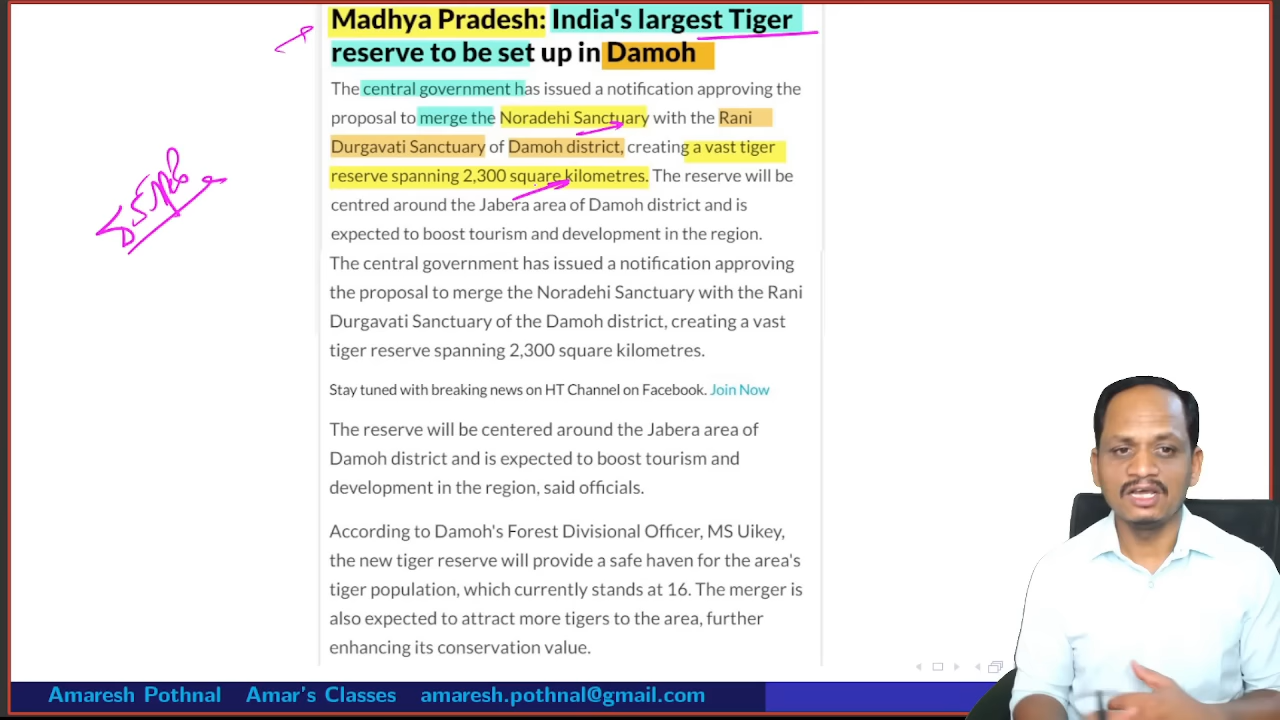 Madhya Pradesh: India's largest Tiger
reserve to be set up in Damoh
The central government has issued a notification approving the
proposal to merge the Noradehi Sanctuary with the Rani
Durgavati Sanctuary of Damoh district, creating a vast tiger
reserve spanning 2,300 square kilometres. The reserve will be
centred around the Jabera area of Damoh district and is
expected to boost tourism and development in the region.
The central government has issued a notification approving
the proposal to merge the Noradehi Sanctuary with the Rani
Durgavati Sanctuary of the Damoh district, creating a vast
tiger reserve spanning 2,300 square kilometres.
Stay tuned with breaking news on HT Channel on Facebook. Join Now
The reserve will be centered around the Jabera area of
Damoh district and is expected to boost tourism and
development in the region, said officials.
According to Damoh's Forest Divisional Officer, MS Uikey,
the new tiger reserve will provide a safe haven for the area's
tiger population, which currently stands at 16. The merger is
also expected to attract more tigers to the area, further
enhancing its conservation value.
Amaresh Pothnal Amar's Classes amaresh.pothnal@gmail.com